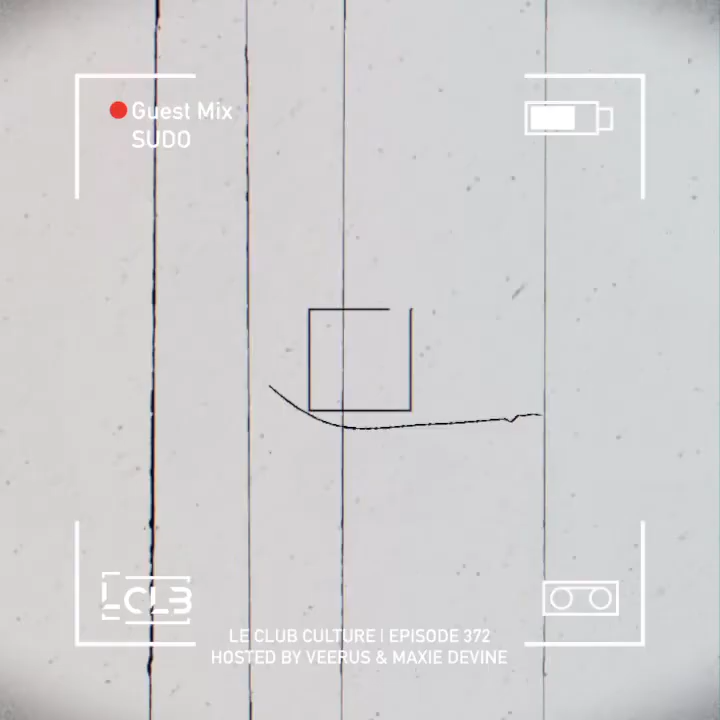 Guest Mix
SUDO
LCLB
LE CLUB CULTURE | EPISODE 372
HOSTED BY VEERUS & MAXIE DEVINE